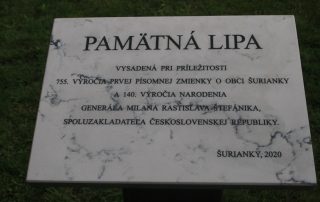 PAMÄTNÁ LIPA
VYSADENÁ PRI PRÍLEŽITOSTI
755. VÝROČIA PRVEJ PÍSOMNEJ ZMIENKY O OBCI ŠURIANKY
A 140. VÝROČIA NARODENIA
GENERÁLA MILANA RASTISLAVA ŠTEFÁNIKA,
SPOLUZAKLADATEĽA ČESKOSLOVENSKEJ REPUBLIKY.
ŠURIANKY, 2020